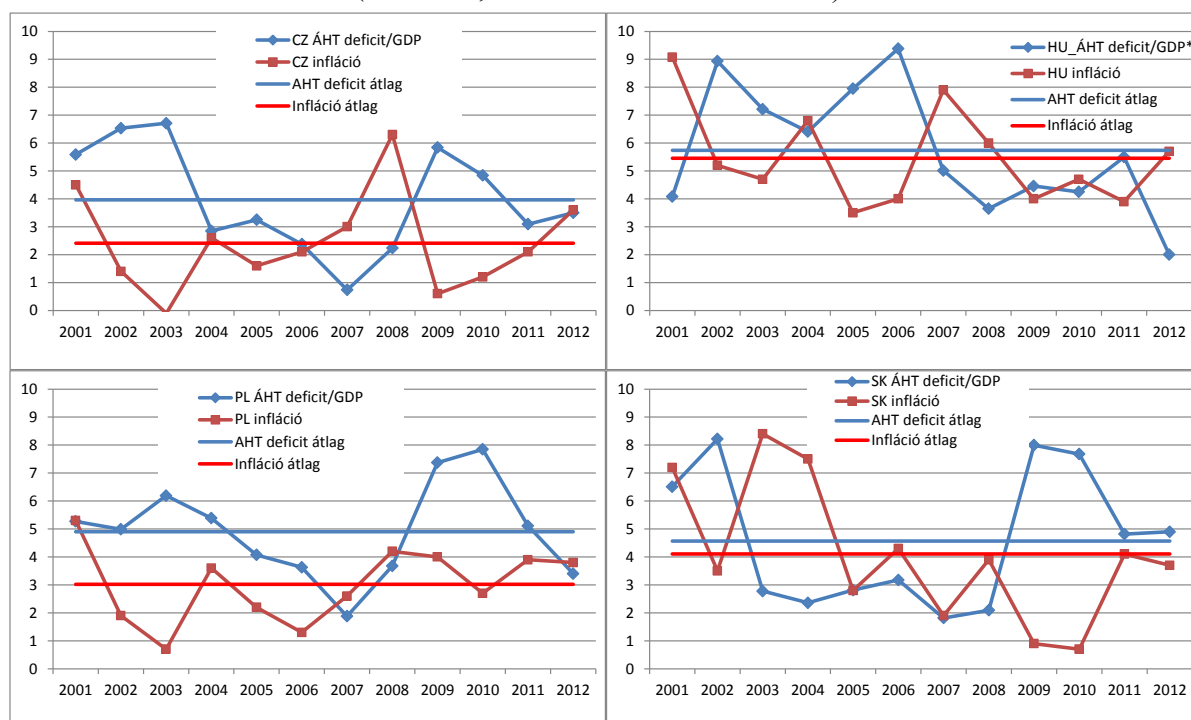 10
9
8
7
6
5
4
3
2
1
0
CZ ÁHT deficit/GDP
CZ infláció
AHT deficit átlag
Infláció átlag
2001 2002 2003 2004 2005 2006 2007 2008 2009 2010 2011 2012
10
9
8
7
6
5
4
3
2
1
0
HU_ÁHT deficit/GDP*
HU infláció
AHT deficit átlag
Infláció átlag
2001 2002 2003 2004 2005 2006 2007 2008 2009 2010 2011 2012
10
9
8
7
6
5
4
3
2
1
0
PL ÁHT deficit/GDP
PL infláció
AHT deficit átlag
Infláció átlag
2001 2002 2003 2004 2005 2006 2007 2008 2009 2010 2011 2012
10
9
8
7
6
5
4
3
2
1
0
SK ÁHT deficit/GDP
SK infláció
AHT deficit átlag
Infláció átlag
2001 2002 2003 2004 2005 2006 2007 2008 2009 2010 2011 2012